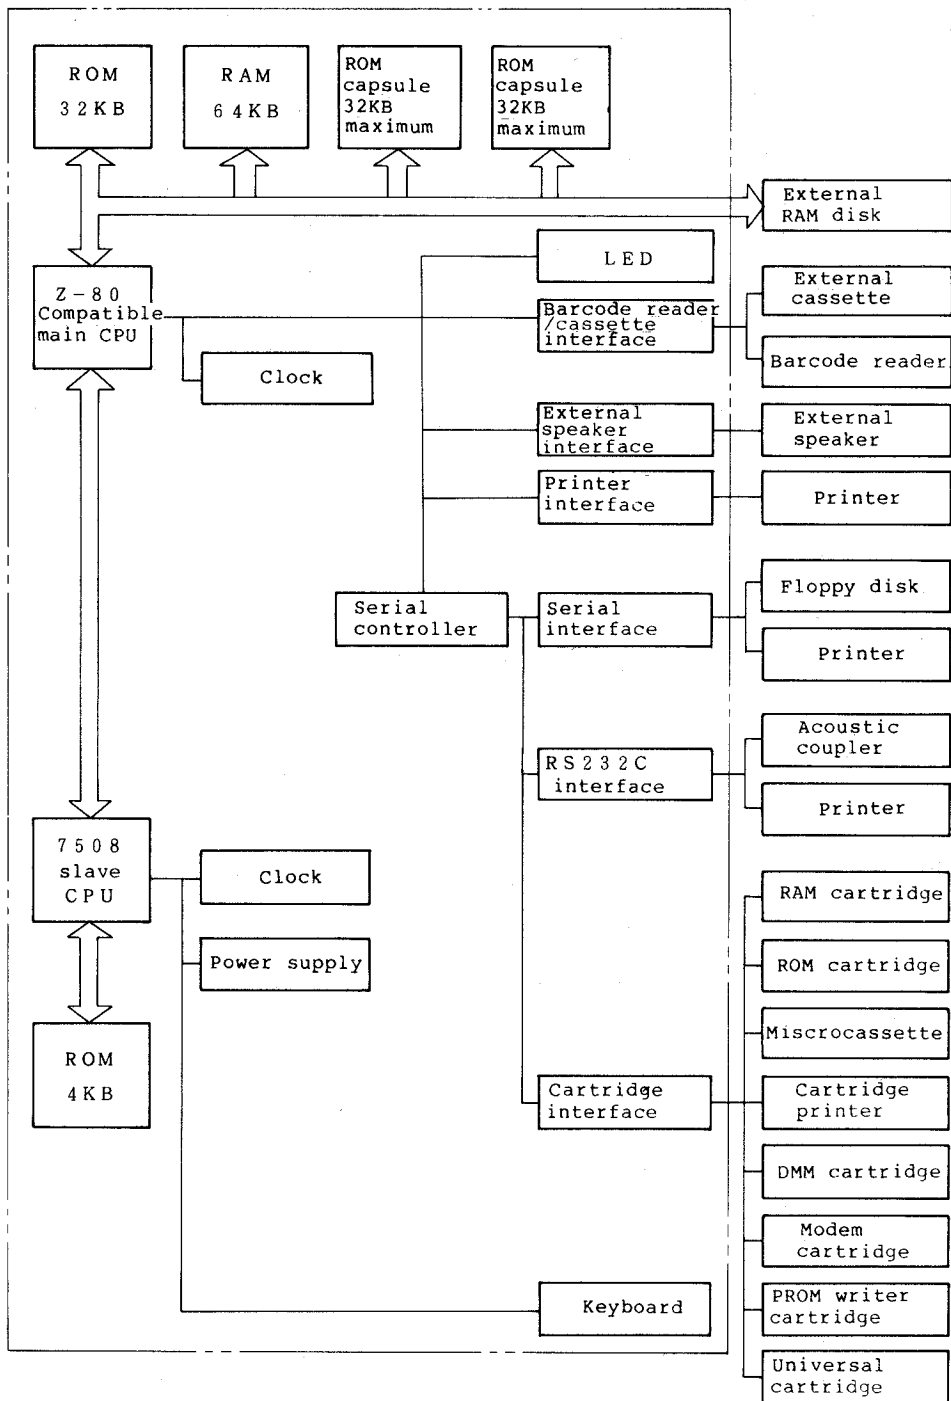 ROM
32KB
RAM
64KB
ROM
capsule
32KB
maximum
ROM
capsule
32KB
maximum
External
RAM disk
LED
Z-80
Compatible
main CPU
Barcode reader
/cassette
interface
External
cassette
Barcode reader
Clock
External
speaker
interface
External
speaker
Printer
interface
Printer
Serial
controller
Serial
interface
Floppy disk
Printer
RS232C
interface
Acoustic
coupler
Printer
7508
slave
CPU
Clock
Power supply
ROM
4KB
RAM cartridge
ROM cartridge
Miscrocassette
Cartridge
interface
Cartridge
printer
DMM cartridge
Modem
cartridge
Keyboard
PROM writer
cartridge
Universal
cartridge